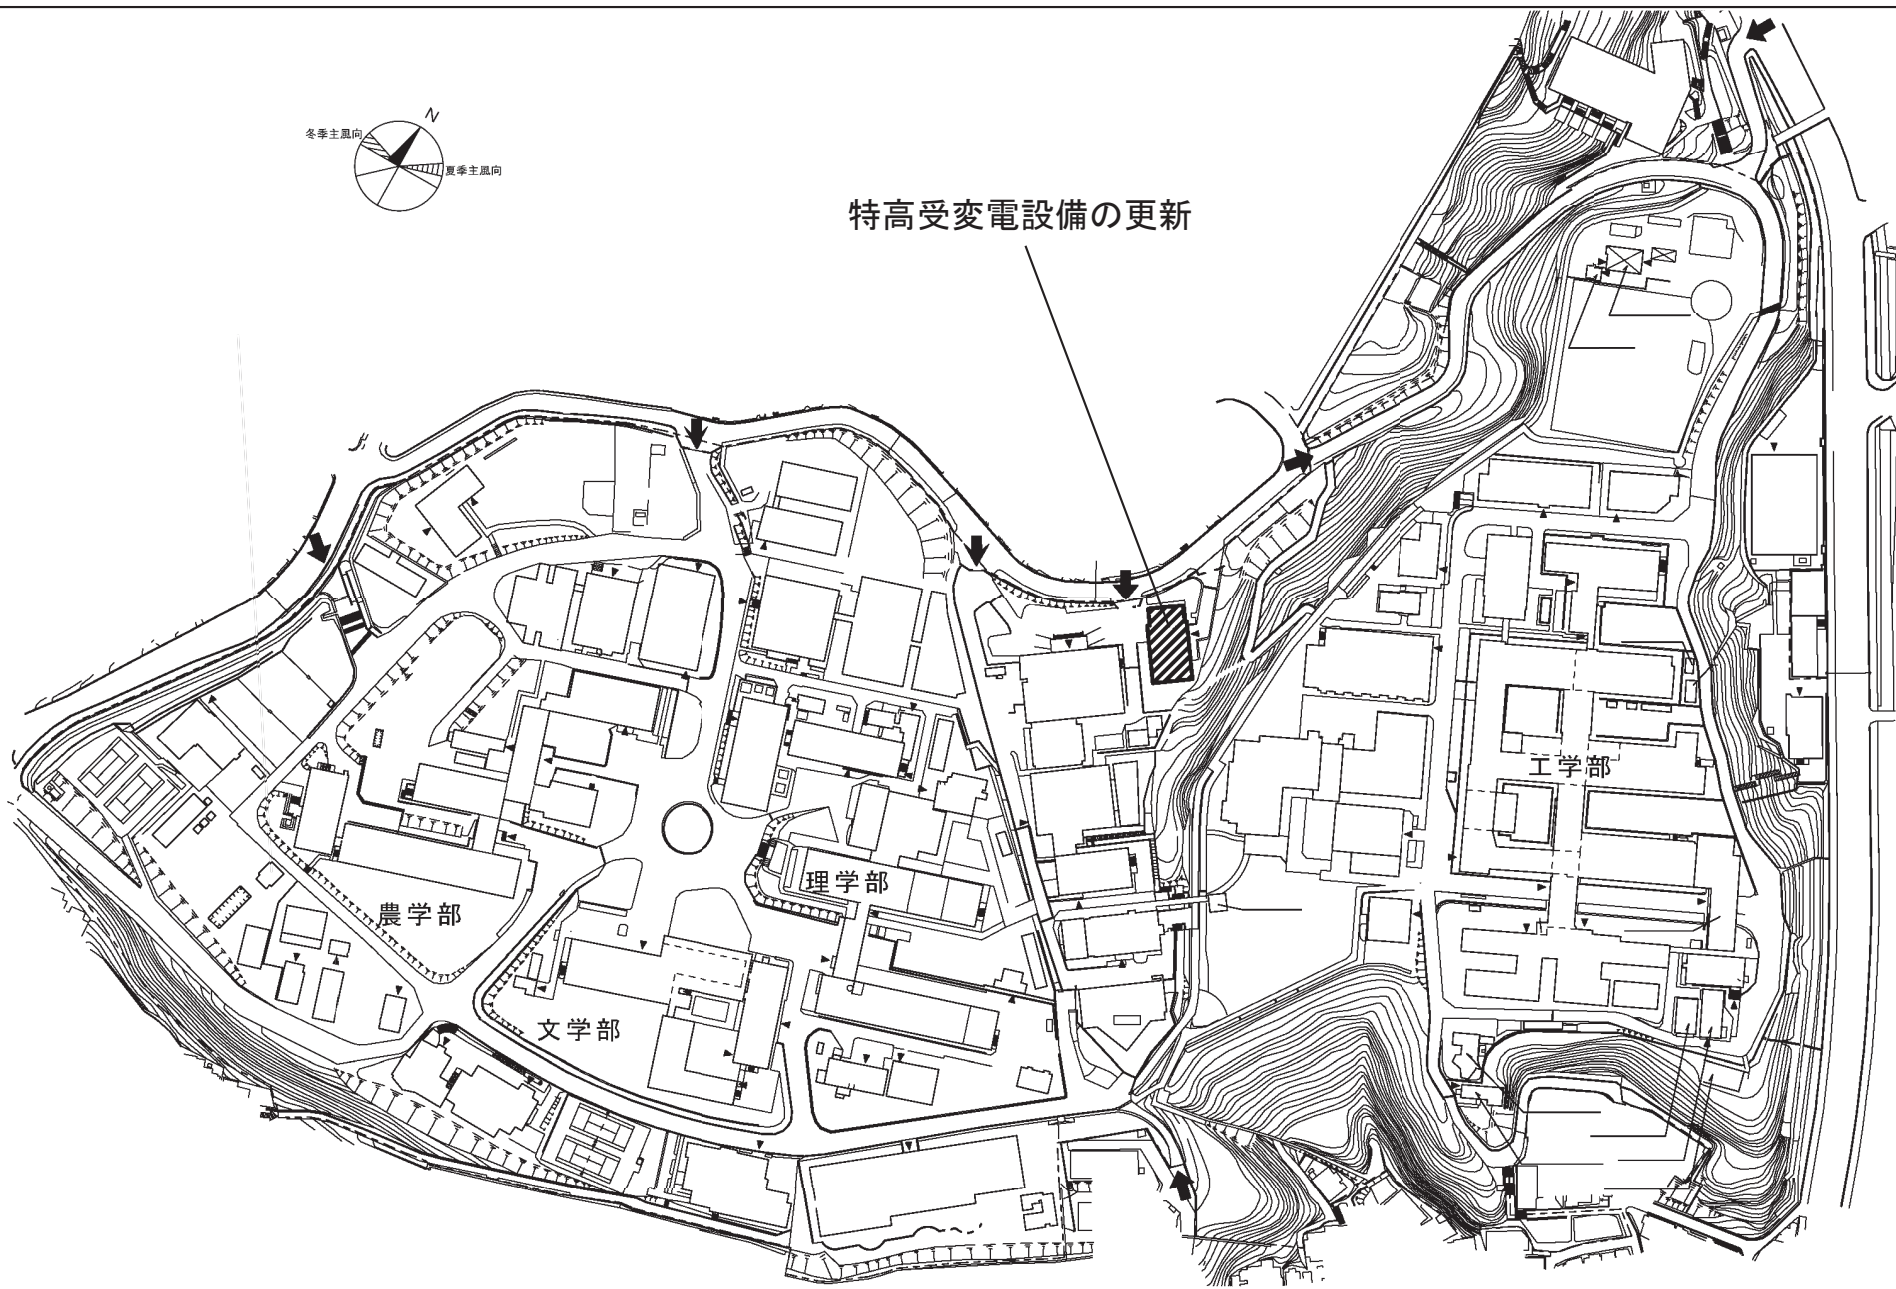 N
冬季主風向
夏季主風向
特高受変電設備の更新
工学部
理学部
農学部
文学部